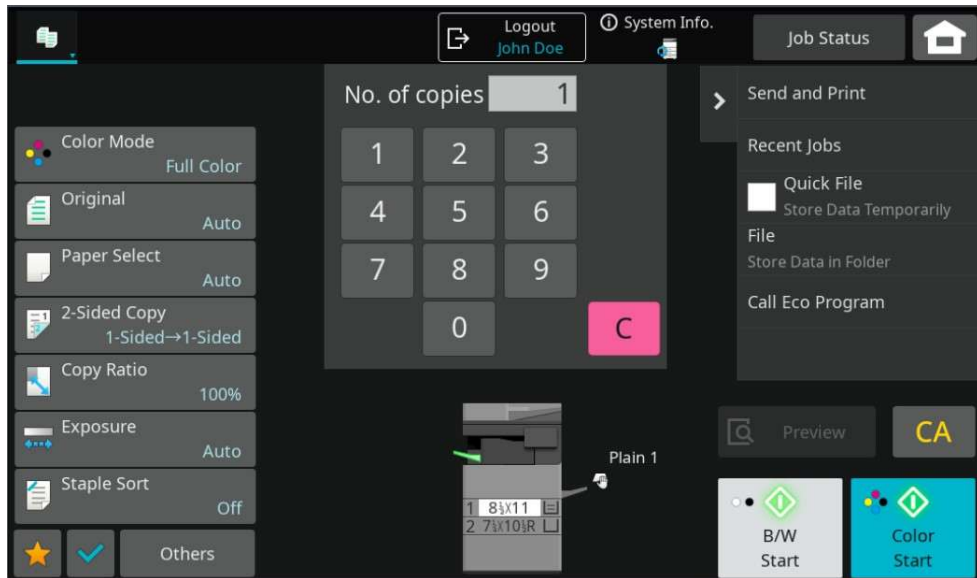 Logout
John Doe
System Info.
Job Status
No. of copies 1
Color Mode
Full Color
Original
Auto
Paper Select
Auto
2-Sided Copy
1-Sided→1-Sided
Copy Ratio
100%
Exposure
Auto
Staple Sort
Off
Others
1 2 3
4 5 6
7 8 9
0 C
Plain 1
1 8½X11
2 7¼X10½R
Send and Print
Recent Jobs
Quick File
Store Data Temporarily
File
Store Data in Folder
Call Eco Program
Preview
CA
B/W
Start
Color
Start